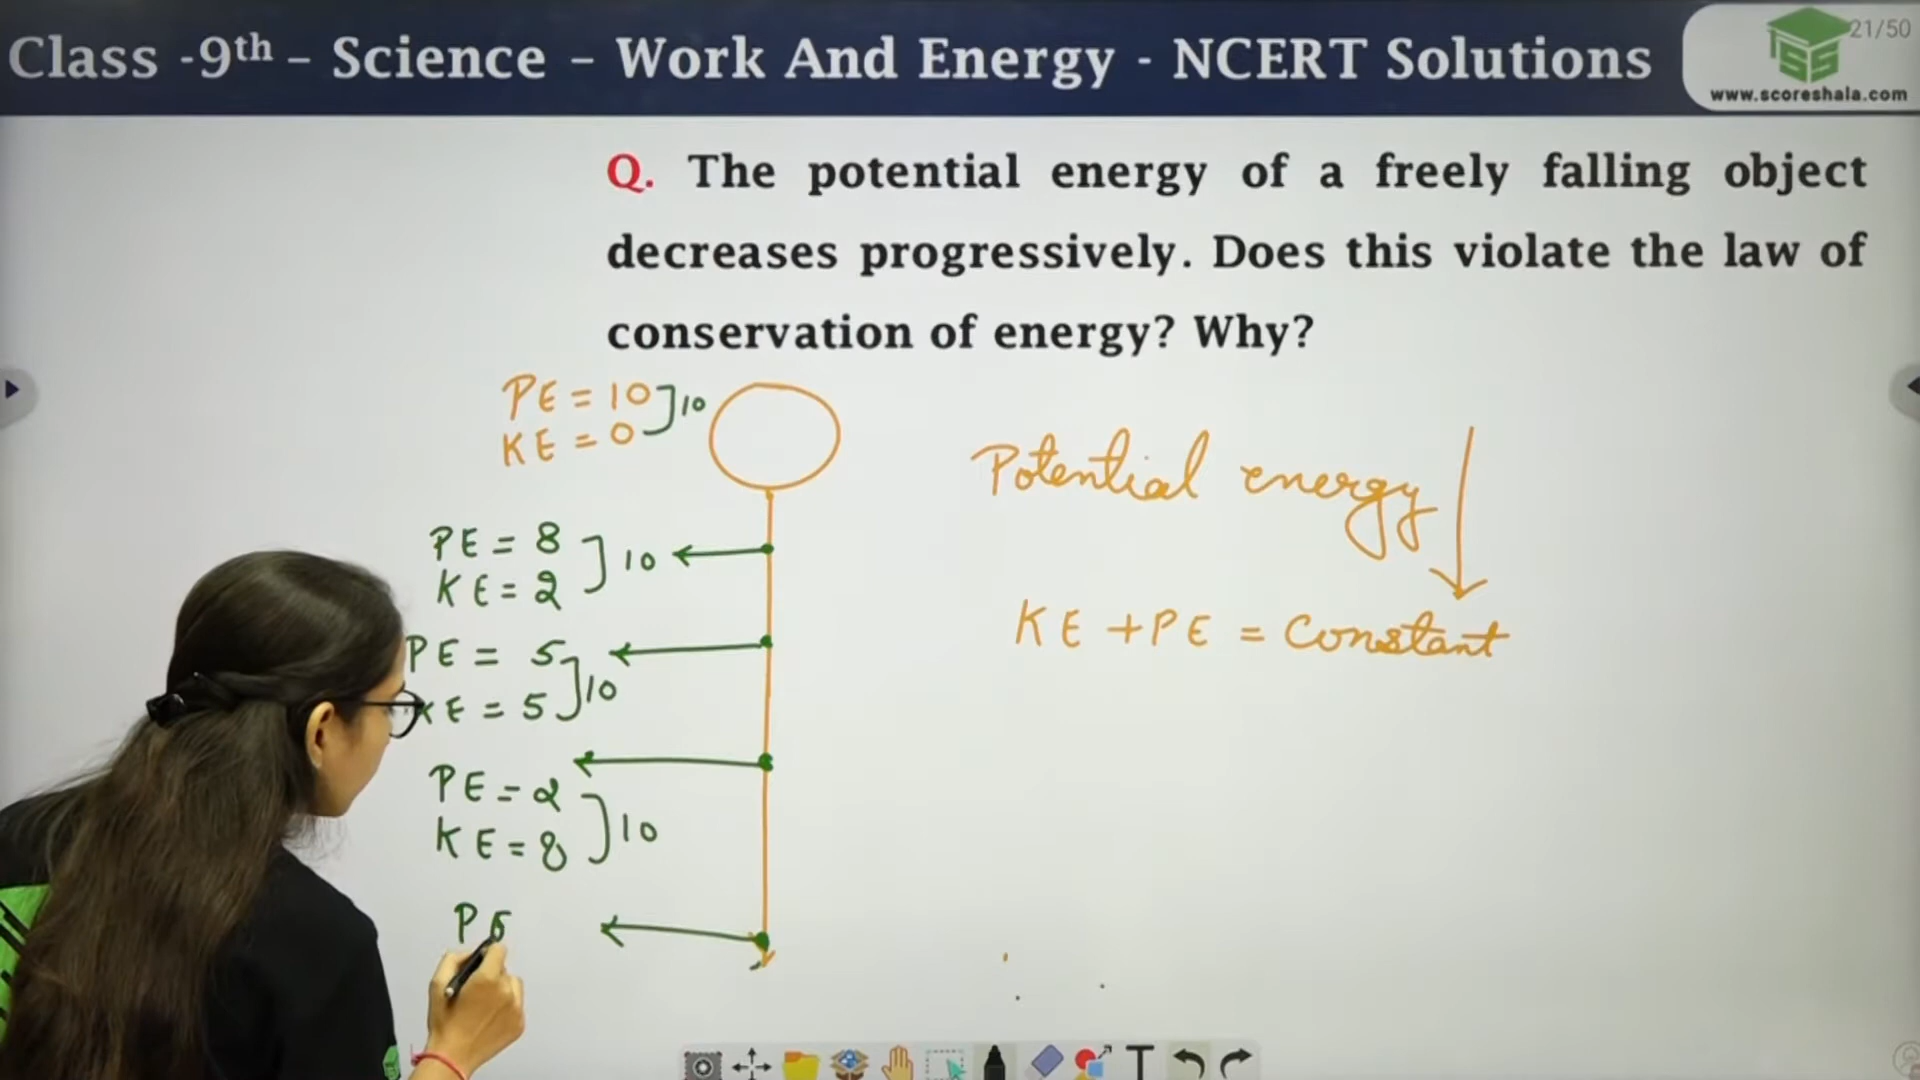 Class -9th – Science – Work And Energy - NCERT Solutions
21/50
www.scoreshala.com
Q. The potential energy of a freely falling object
decreases progressively. Does this violate the law of
conservation of energy? Why?
PE = 10
KE = 0
10
PE = 8
KE = 2
10
PE = 5
KE = 5
10
PE = 2
KE = 8
10
PE
Potential energy
KE + PE = Constant
T